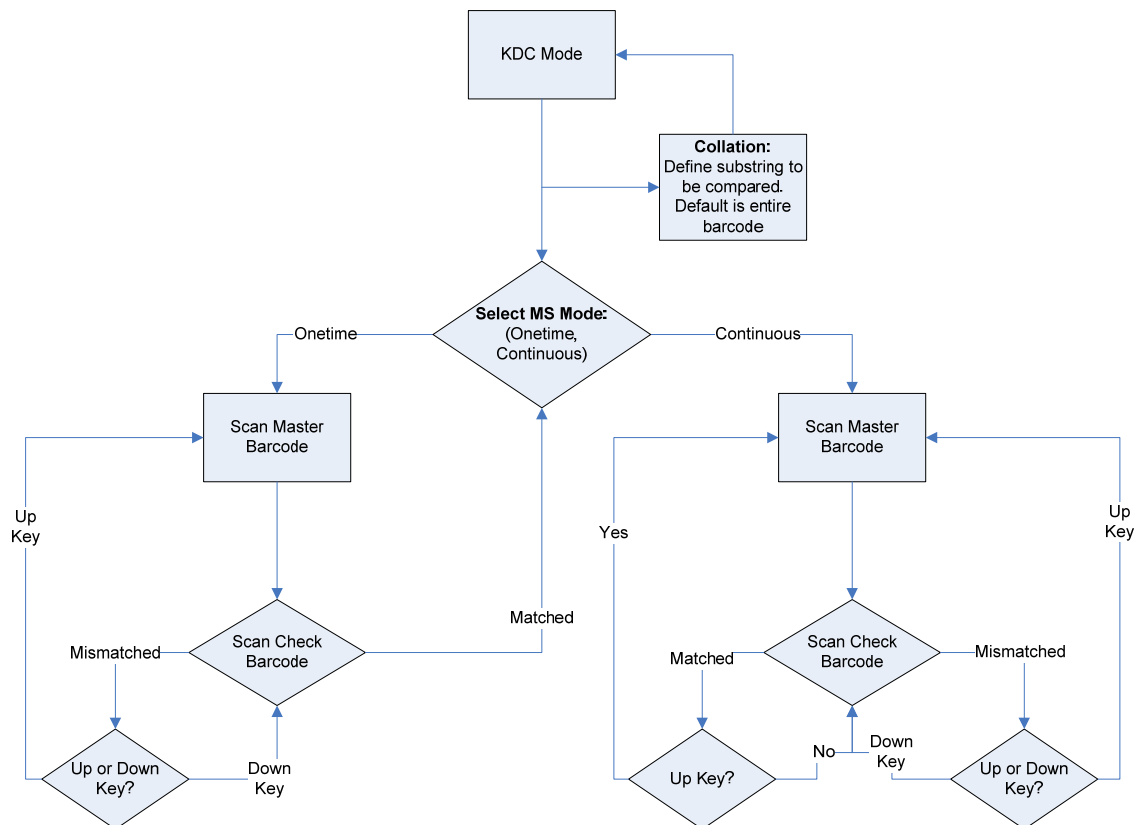 KDC Mode
Collation:
Define substring to
be compared.
Default is entire
barcode
Select MS Mode:
(Onetime,
Continuous)
Onetime
Continuous
Scan Master
Barcode
Scan Master
Barcode
Up
Key
Yes
Up
Key
Matched
Scan Check
Barcode
Mismatched
Scan Check
Barcode
Matched
Mismatched
Up or Down
Key?
Down
Key
Up Key?
No
Down
Key
Up or Down
Key?